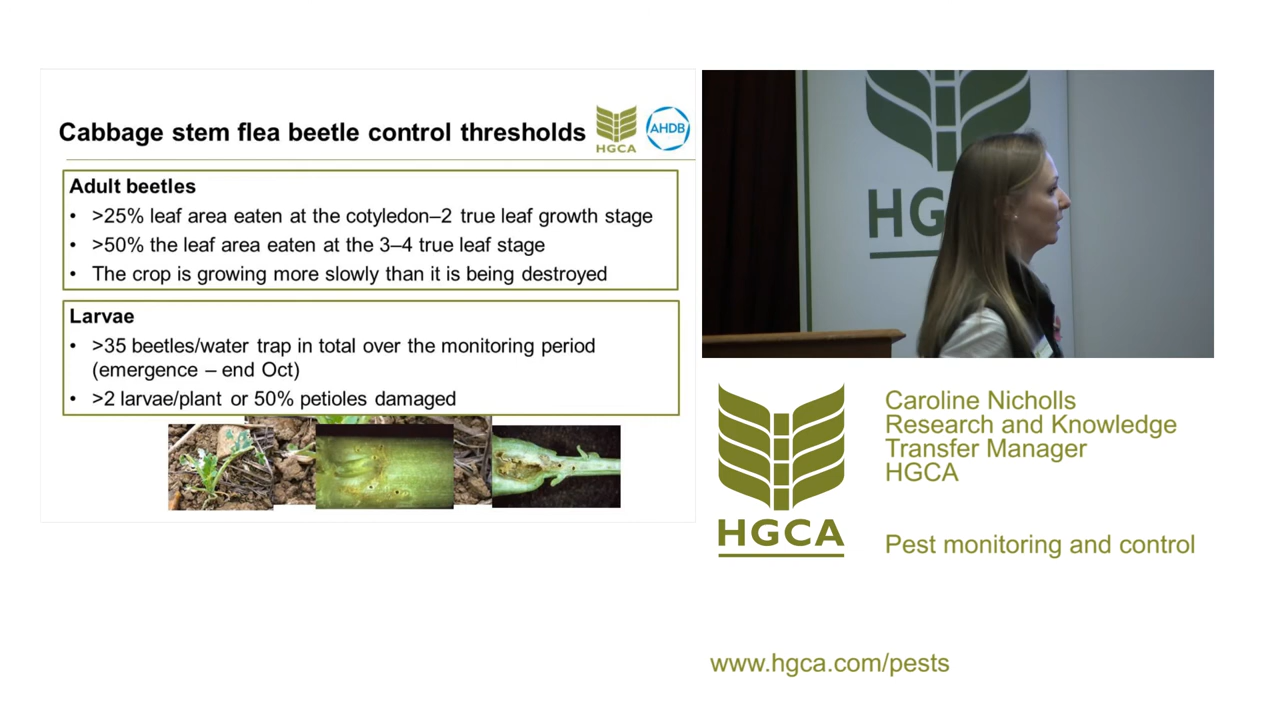 Cabbage stem flea beetle control thresholds
HGCA
AHDB
Adult beetles
• >25% leaf area eaten at the cotyledon–2 true leaf growth stage
• >50% the leaf area eaten at the 3–4 true leaf stage
• The crop is growing more slowly than it is being destroyed
Larvae
• >35 beetles/water trap in total over the monitoring period
(emergence – end Oct)
• >2 larvae/plant or 50% petioles damaged
HG
HGCA
Caroline Nicholls
Research and Knowledge
Transfer Manager
HGCA
Pest monitoring and control
www.hgca.com/pests